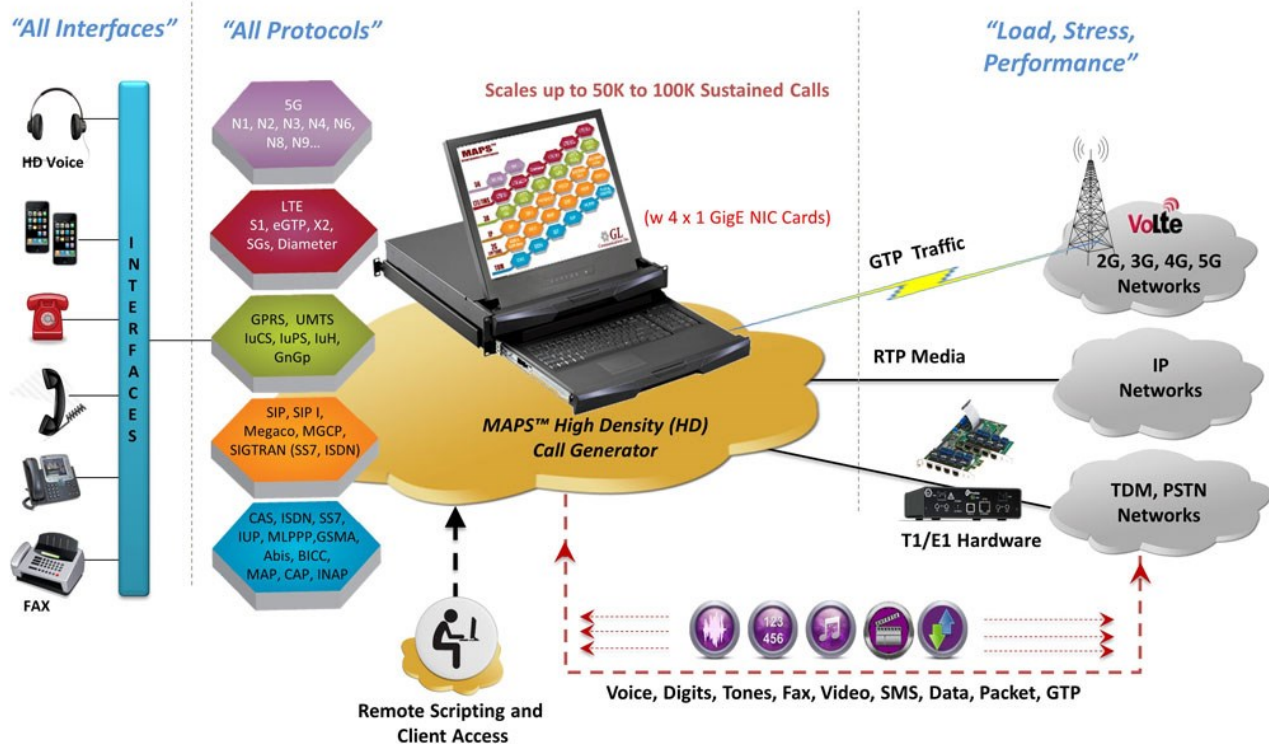 “All Interfaces”
HD Voice
FAX
INTERFACES
“All Protocols”
5G
N1, N2, N3, N4, N6,
N8, N9...
LTE
S1, eGTP, X2,
SGs, Diameter
GPRS, UMTS
IuCS, IuPS, IuH,
GnGp
SIP, SIP I,
Megaco, MGCP,
SIGTRAN (SS7, ISDN)
CAS, ISDN, SS7,
IUP, MLPPP,GSMA,
Abis, BICC,
MAP, CAP, INAP
Scales up to 50K to 100K Sustained Calls
MAPS™
GL
(w 4 x 1 GigE NIC Cards)
MAPS™ High Density (HD)
Call Generator
Remote Scripting and
Client Access
“Load, Stress,
Performance”
GTP Traffic
VoLte
2G, 3G, 4G, 5G
Networks
RTP Media
IP
Networks
TDM, PSTN
Networks
T1/E1 Hardware
123
456
Voice, Digits, Tones, Fax, Video, SMS, Data, Packet, GTP